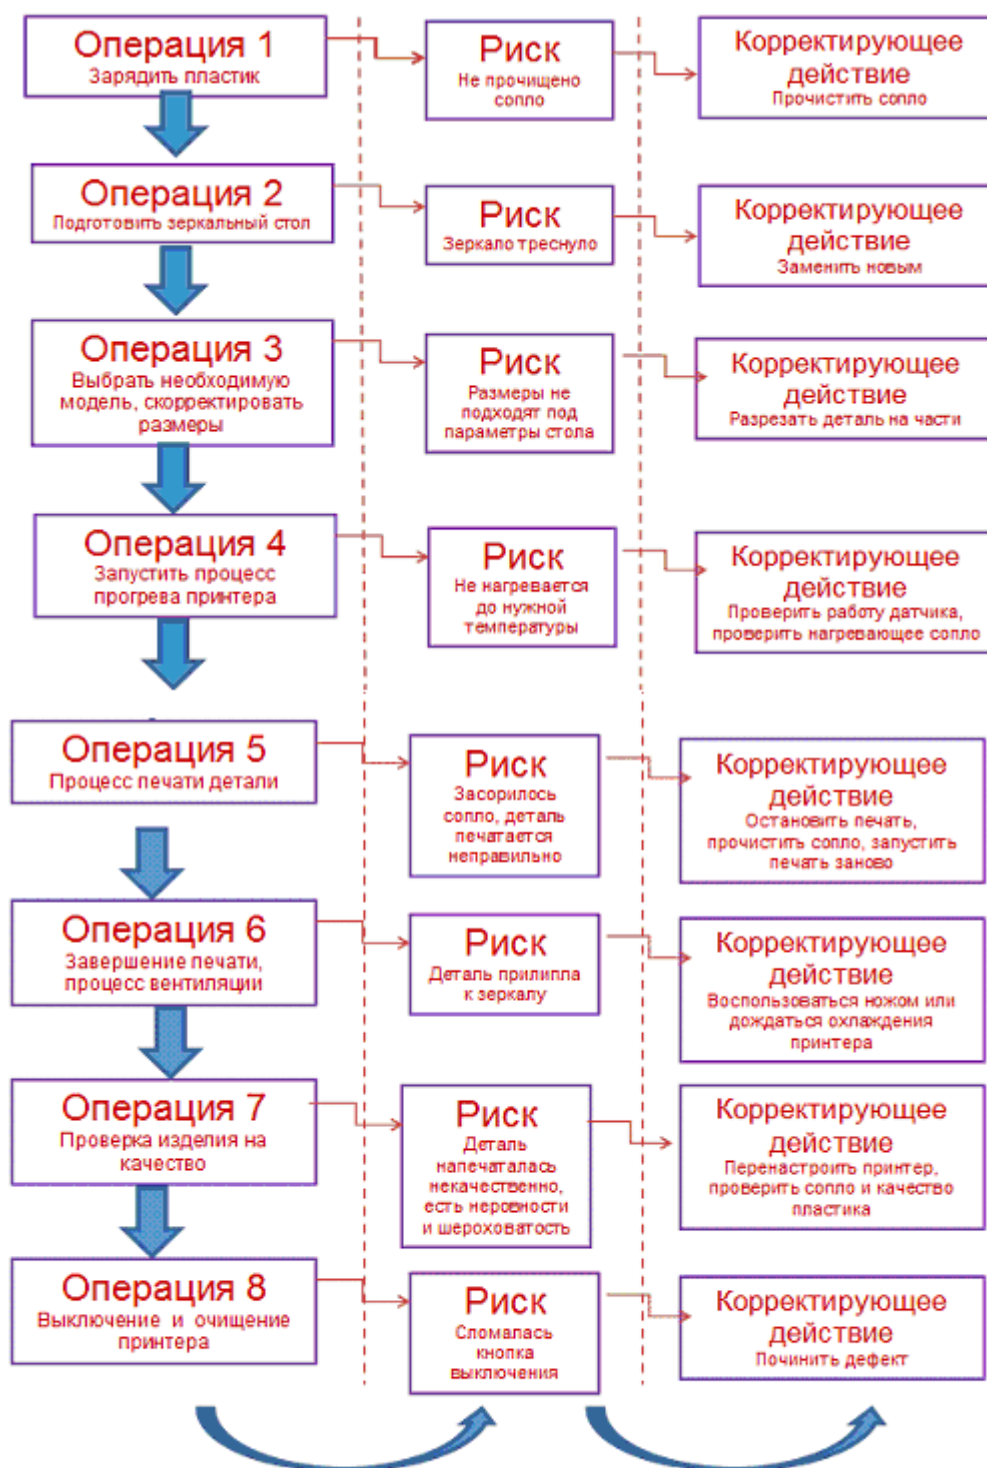 Операция 1
Зарядить пластик
Риск
Не прочищено
сопло
Корректирующее
действие
Прочистить сопло
Операция 2
Подготовить зеркальный стол
Риск
Зеркало треснуло
Корректирующее
действие
Заменить новым
Операция 3
Выбрать необходимую
модель, скорректировать
размеры
Риск
Размеры не
подходят под
параметры стола
Корректирующее
действие
Разрезать деталь на части
Операция 4
Запустить процесс
прогрева принтера
Риск
Не нагревается
до нужной
температуры
Корректирующее
действие
Проверить работу датчика,
проверить нагревающее сопло
Операция 5
Процесс печати детали
Риск
Засорилось
сопло, деталь
печатается
неправильно
Корректирующее
действие
Остановить печать,
прочистить сопло, запустить
печать заново
Операция 6
Завершение печати,
процесс вентиляции
Риск
Деталь прилипла
к зеркалу
Корректирующее
действие
Воспользоваться ножом или
дождаться охлаждения
принтера
Операция 7
Проверка изделия на
качество
Риск
Деталь
напечаталась
некачественно,
есть неровности
и шероховатость
Корректирующее
действие
Перенастроить принтер,
проверить сопло и качество
пластика
Операция 8
Выключение и очищение
принтера
Риск
Сломалась
кнопка
выключения
Корректирующее
действие
Починить дефект